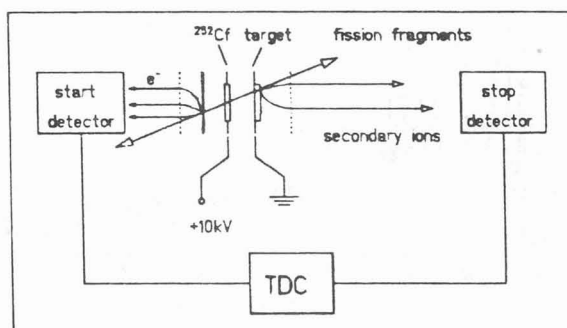 ²⁵²Cf target
fission fragments
e⁻
start
detector
stop
detector
secondary ions
+10kV
TDC